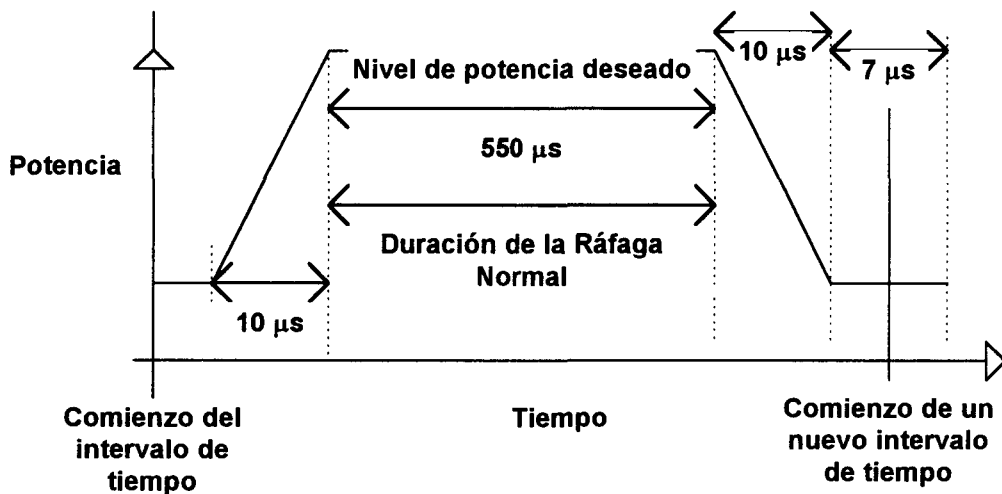 10 μs
7 μs
Nivel de potencia deseado
550 μs
Potencia
Duración de la Ráfaga
Normal
10 μs
Comienzo del
intervalo de
tiempo
Tiempo
Comienzo de un
nuevo intervalo
de tiempo